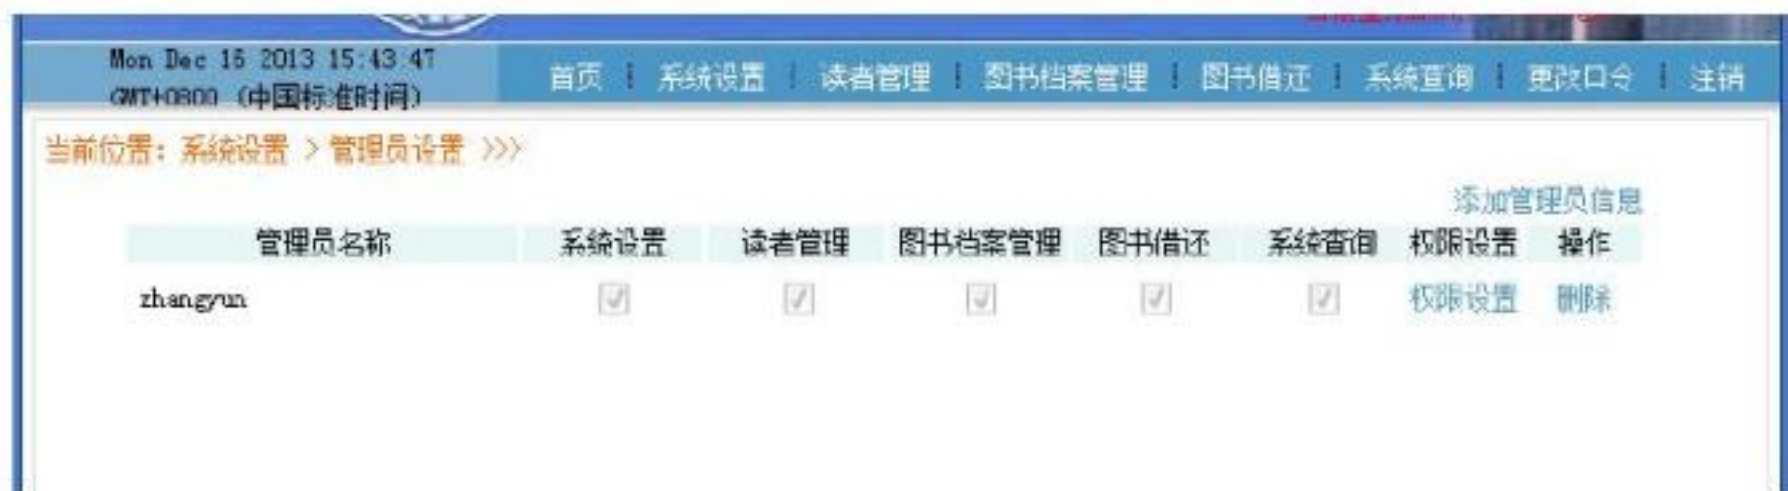 Mon Dec 16 2013 15:43:47
GMT+0800 (中国标准时间)
首页 | 系统设置 | 读者管理 | 图书档案管理 | 图书借还 | 系统查询 | 更改口令 | 注销
当前位置：系统设置 > 管理员设置 >>>
添加管理员信息
管理员名称 系统设置 读者管理 图书档案管理 图书借还 系统查询 权限设置 操作
zhangyun 权限设置 删除